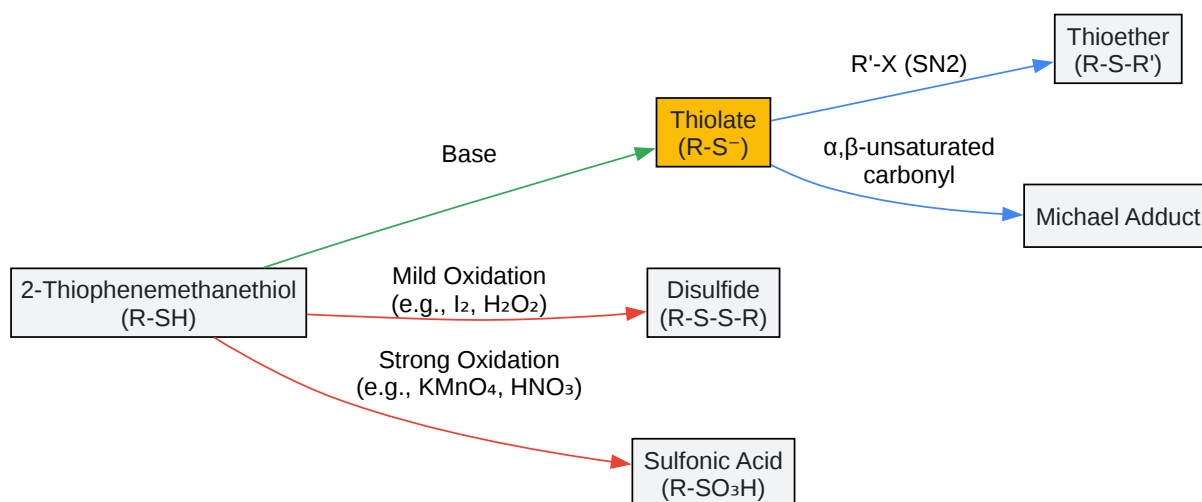 Thioether
(R-S-R')
R'-X (SN2)
Thiolate
(R-S⁻)
α,β-unsaturated
carbonyl
Base
Michael Adduct
2-Thiophenemethanethiol
(R-SH)
Mild Oxidation
(e.g., I₂, H₂O₂)
Disulfide
(R-S-S-R)
Strong Oxidation
(e.g., KMnO₄, HNO₃)
Sulfonic Acid
(R-SO₃H)